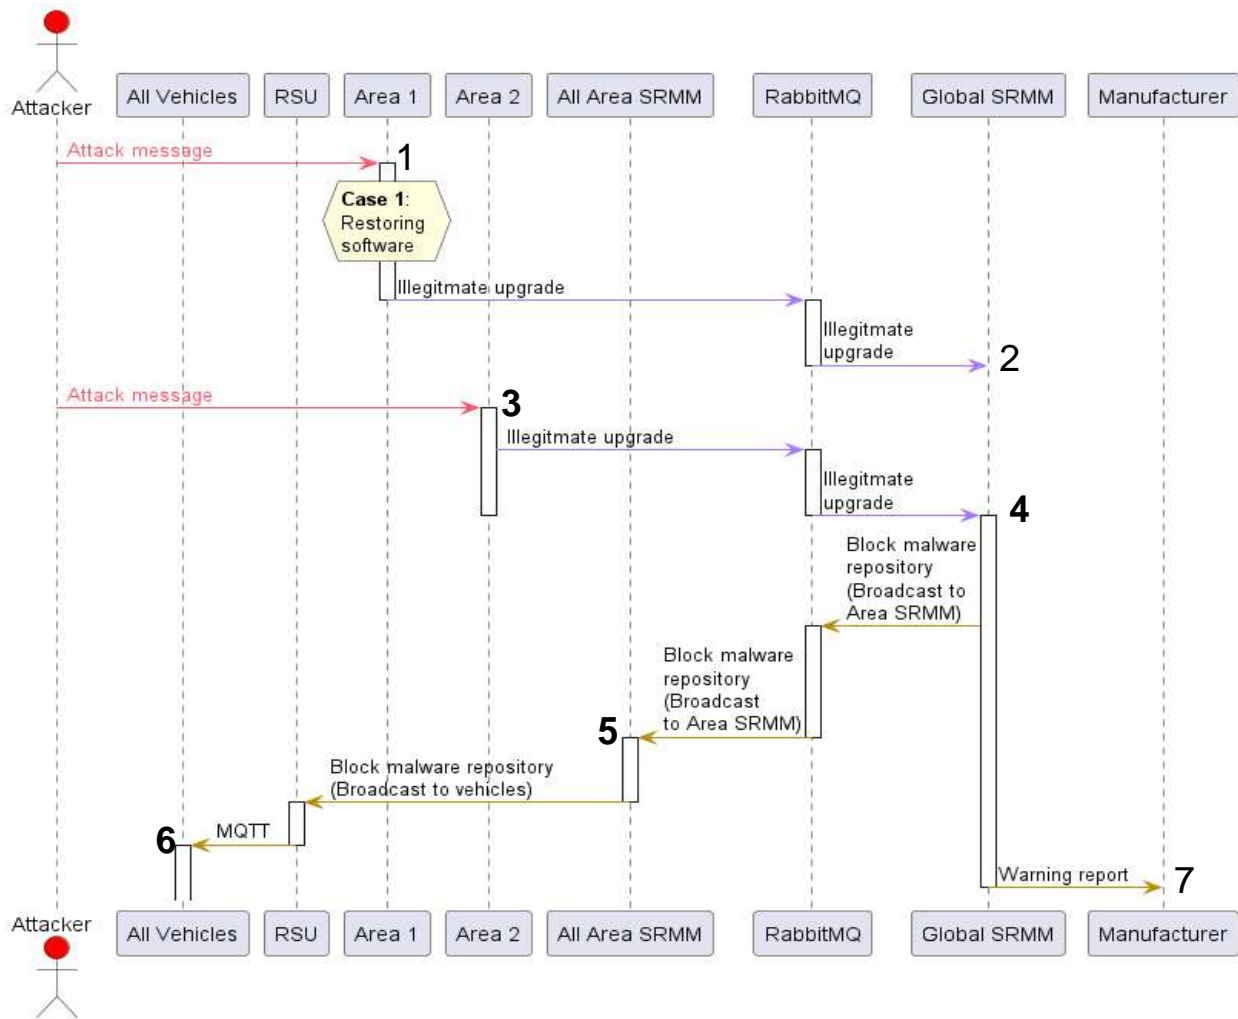 Attacker
All Vehicles
RSU
Area 1
Area 2
All Area SRMM
RabbitMQ
Global SRMM
Manufacturer
Attack message
1
Case 1:
Restoring
software
Illegitmate upgrade
Illegitmate
upgrade
2
Attack message
3
Illegitmate upgrade
Illegitmate
upgrade
4
Block malware
repository
(Broadcast to
Area SRMM)
Block malware
repository
(Broadcast
to Area SRMM)
5
Block malware repository
(Broadcast to vehicles)
6
MQTT
Warning report
7
Attacker
All Vehicles
RSU
Area 1
Area 2
All Area SRMM
RabbitMQ
Global SRMM
Manufacturer